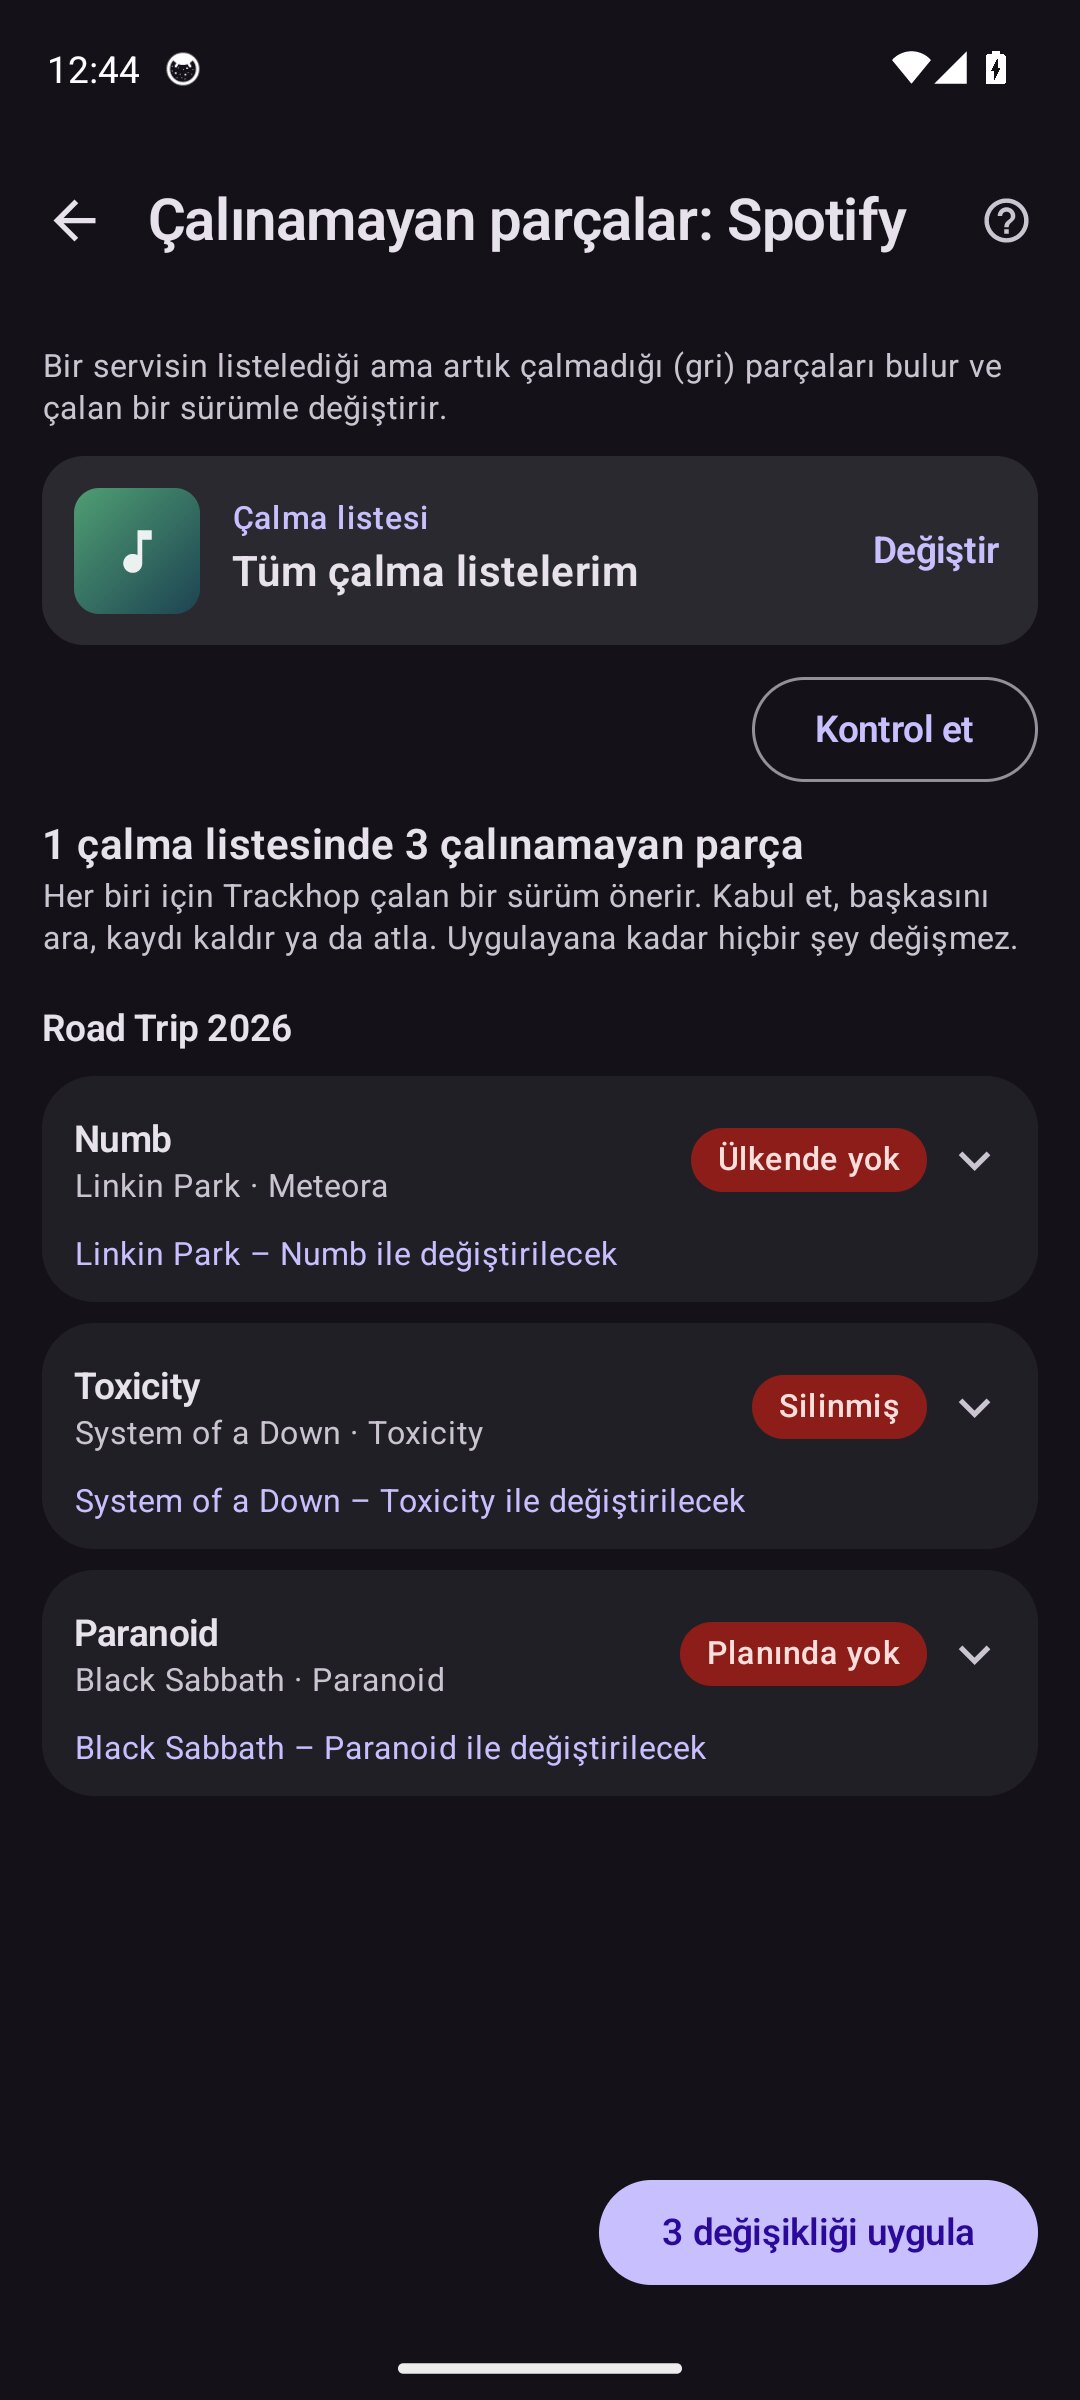 12:44
Çalınamayan parçalar: Spotify
Bir servisin listelediği ama artık çalmadığı (gri) parçaları bulur ve
çalan bir sürümle değiştirir.
Çalma listesi
Tüm çalma listelerim
Değiştir
Kontrol et
1 çalma listesinde 3 çalınamayan parça
Her biri için Trackhop çalan bir sürüm önerir. Kabul et, başkasını
ara, kaydı kaldır ya da atla. Uygulayana kadar hiçbir şey değişmez.
Road Trip 2026
Numb
Ülkende yok
Linkin Park · Meteora
Linkin Park – Numb ile değiştirilecek
Toxicity
Silinmiş
System of a Down · Toxicity
System of a Down – Toxicity ile değiştirilecek
Paranoid
Planında yok
Black Sabbath · Paranoid
Black Sabbath – Paranoid ile değiştirilecek
3 değişikliği uygula